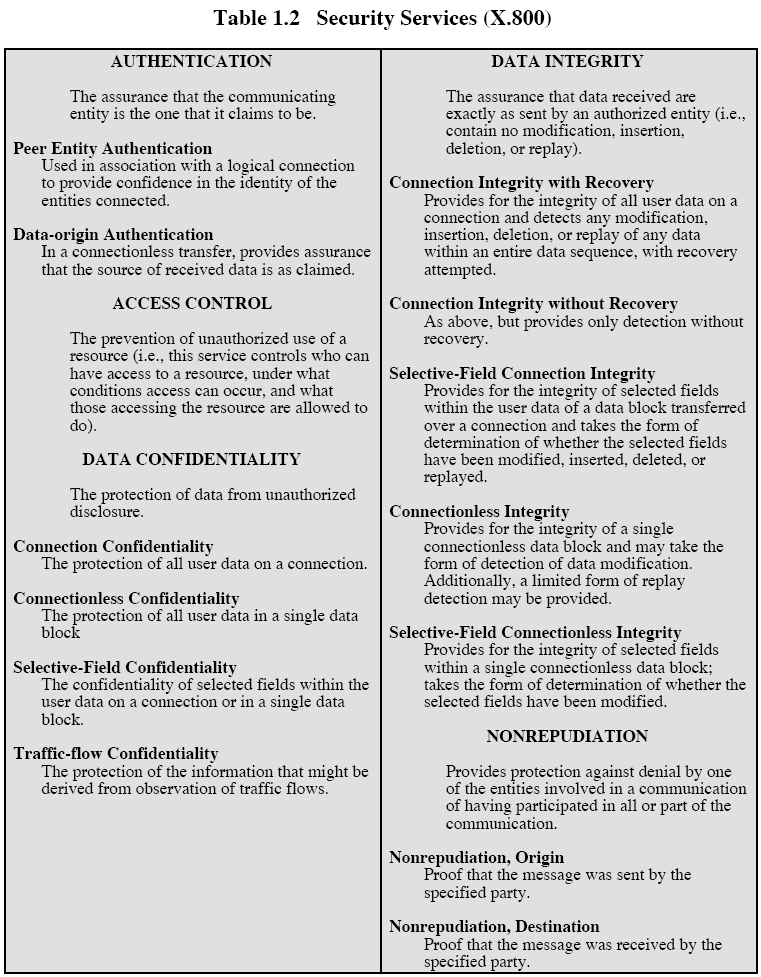 Table 1.2 Security Services (X.800)
AUTHENTICATION
The assurance that the communicating
entity is the one that it claims to be.
Peer Entity Authentication
Used in association with a logical connection
to provide confidence in the identity of the
entities connected.
Data-origin Authentication
In a connectionless transfer, provides assurance
that the source of received data is as claimed.
ACCESS CONTROL
The prevention of unauthorized use of a
resource (i.e., this service controls who can
have access to a resource, under what
conditions access can occur, and what
those accessing the resource are allowed to
do).
DATA CONFIDENTIALITY
The protection of data from unauthorized
disclosure.
Connection Confidentiality
The protection of all user data on a connection.
Connectionless Confidentiality
The protection of all user data in a single data
block
Selective-Field Confidentiality
The confidentiality of selected fields within the
user data on a connection or in a single data
block.
Traffic-flow Confidentiality
The protection of the information that might be
derived from observation of traffic flows.
DATA INTEGRITY
The assurance that data received are
exactly as sent by an authorized entity (i.e.,
contain no modification, insertion,
deletion, or replay).
Connection Integrity with Recovery
Provides for the integrity of all user data on a
connection and detects any modification,
insertion, deletion, or replay of any data
within an entire data sequence, with recovery
attempted.
Connection Integrity without Recovery
As above, but provides only detection without
recovery.
Selective-Field Connection Integrity
Provides for the integrity of selected fields
within the user data of a data block transferred
over a connection and takes the form of
determination of whether the selected fields
have been modified, inserted, deleted, or
replayed.
Connectionless Integrity
Provides for the integrity of a single
connectionless data block and may take the
form of detection of data modification.
Additionally, a limited form of replay
detection may be provided.
Selective-Field Connectionless Integrity
Provides for the integrity of selected fields
within a single connectionless data block;
takes the form of determination of whether the
selected fields have been modified.
NONREPUDIATION
Provides protection against denial by one
of the entities involved in a communication
of having participated in all or part of the
communication.
Nonrepudiation, Origin
Proof that the message was sent by the
specified party.
Nonrepudiation, Destination
Proof that the message was received by the
specified party.